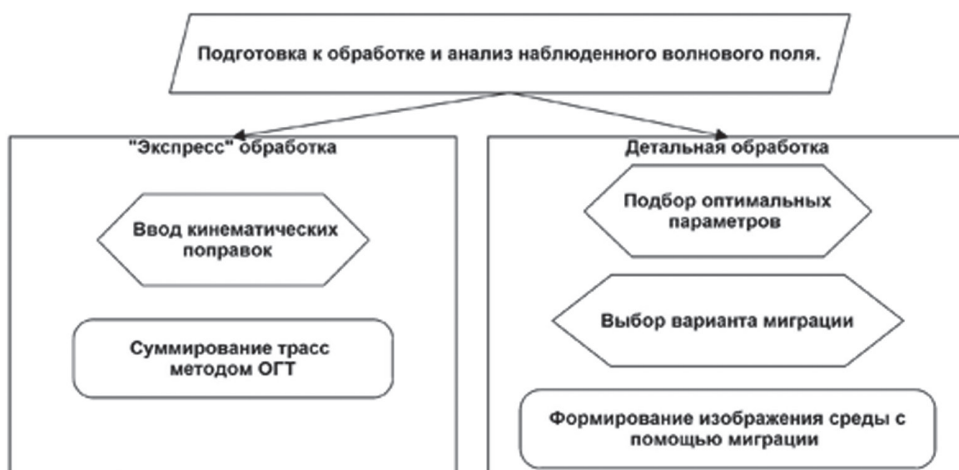 Подготовка к обработке и анализ наблюденного волнового поля.
"Экспресс" обработка
Ввод кинематических
поправок
Суммирование трасс
методом ОГТ
Детальная обработка
Подбор оптимальных
параметров
Выбор варианта миграции
Формирование изображения среды с
помощью миграции